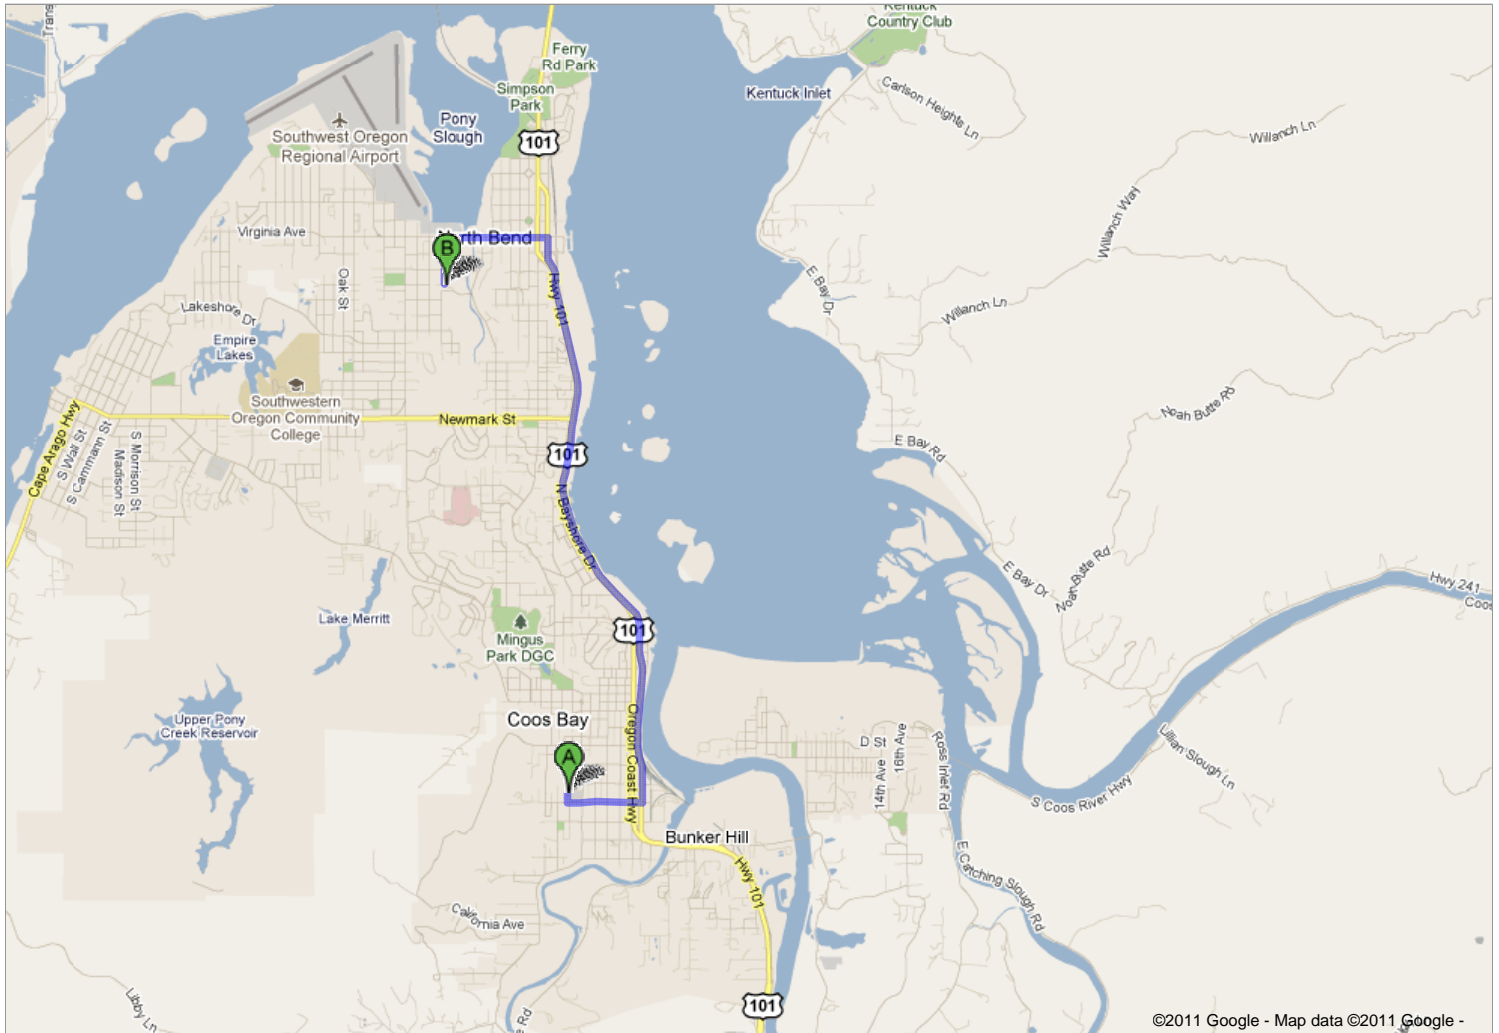 Trans
Kentuck
Country Club
Ferry
Rd Park
Simpson
Park
Kentuck Inlet
Carlson Heights Ln
Willanch Ln
Pony
Slough
101
Southwest Oregon
Regional Airport
Willanch Way
Virginia Ave
North Bend
B
Oak St
Hwy 101
E Bay Dr
Willanch Ln
Lakeshore Dr
Empire
Lakes
Southwestern
Oregon Community
College
Newmark St
Noah Butte Rd
Cape Arago Hwy
S Wall St
S Cammann St
S Morrison St
Madison St
101
E Bay Rd
N Bayshore Dr
E Bay Dr
Noah Butte Rd
Hwy 241
Coos
Lake Merritt
101
Mingus
Park DGC
Upper Pony
Creek Reservoir
Coos Bay
Oregon Coast Hwy
D St
16th Ave
14th Ave
Ross Inlet Rd
Lillian Slough Ln
A
S Coos River Hwy
Bunker Hill
Hwy 101
E Catching Slough Rd
California Ave
Libby Ln
e Rd
101
©2011 Google - Map data ©2011 Google -